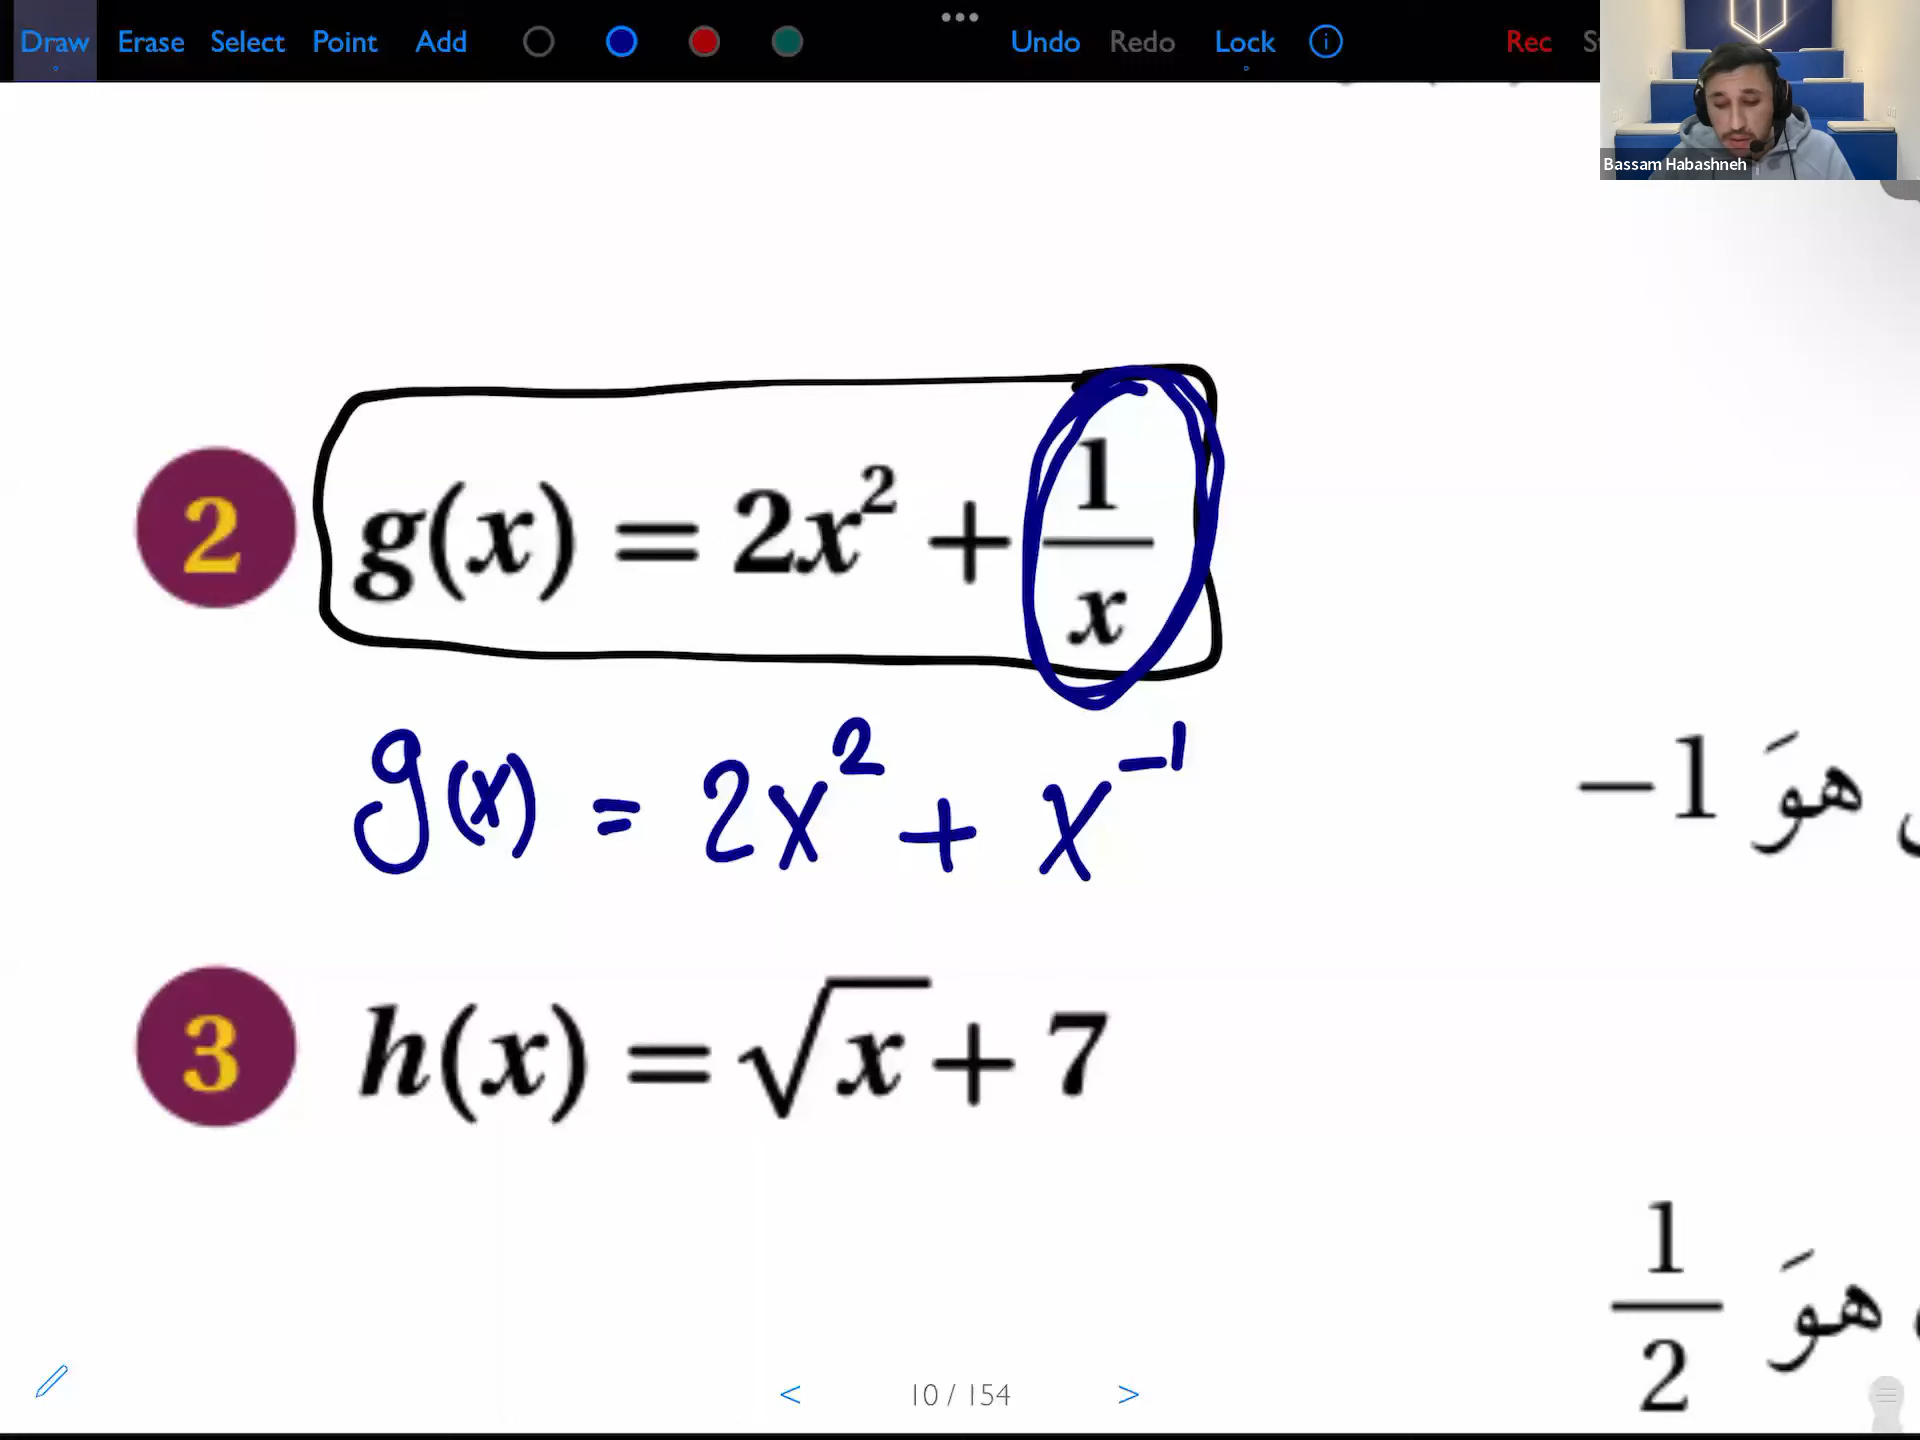 Draw Erase Select Point Add Undo Redo Lock Rec
Bassam Habashneh
2 g(x) = 2x² + 1/x
g(x) = 2x² + x⁻¹
هوَ −1
3 h(x) = √x + 7
هوَ 1/2
< 10 / 154 >